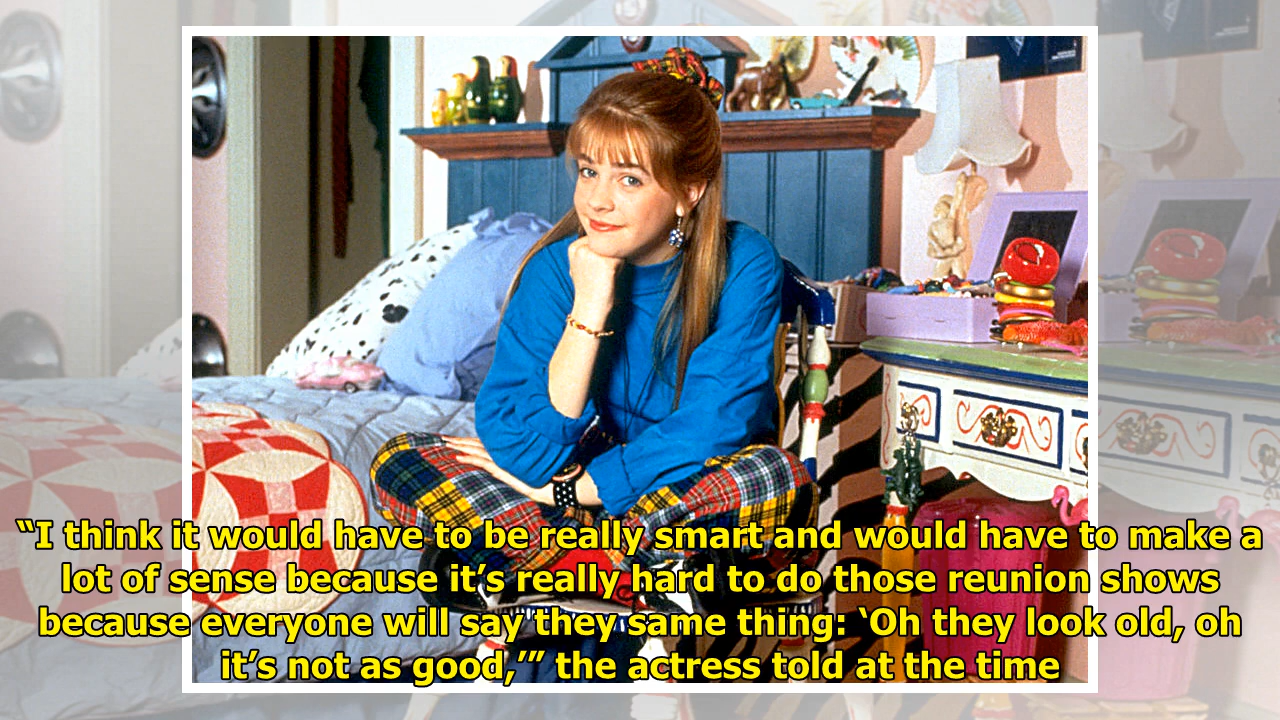 “I think it would have to be really smart and would have to make a
lot of sense because it’s really hard to do those reunion shows
because everyone will say they same thing: ‘Oh they look old, oh
it’s not as good,’” the actress told at the time